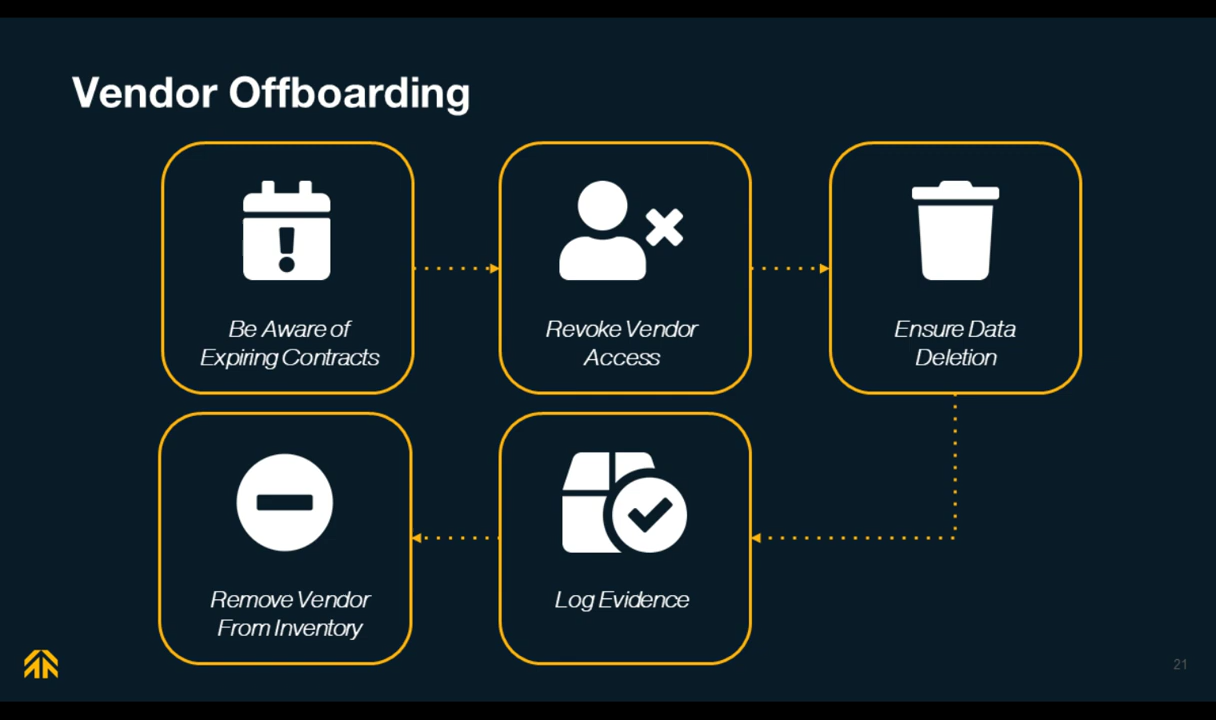 Vendor Offboarding
Be Aware of
Expiring Contracts
Revoke Vendor
Access
Ensure Data
Deletion
Remove Vendor
From Inventory
Log Evidence
21